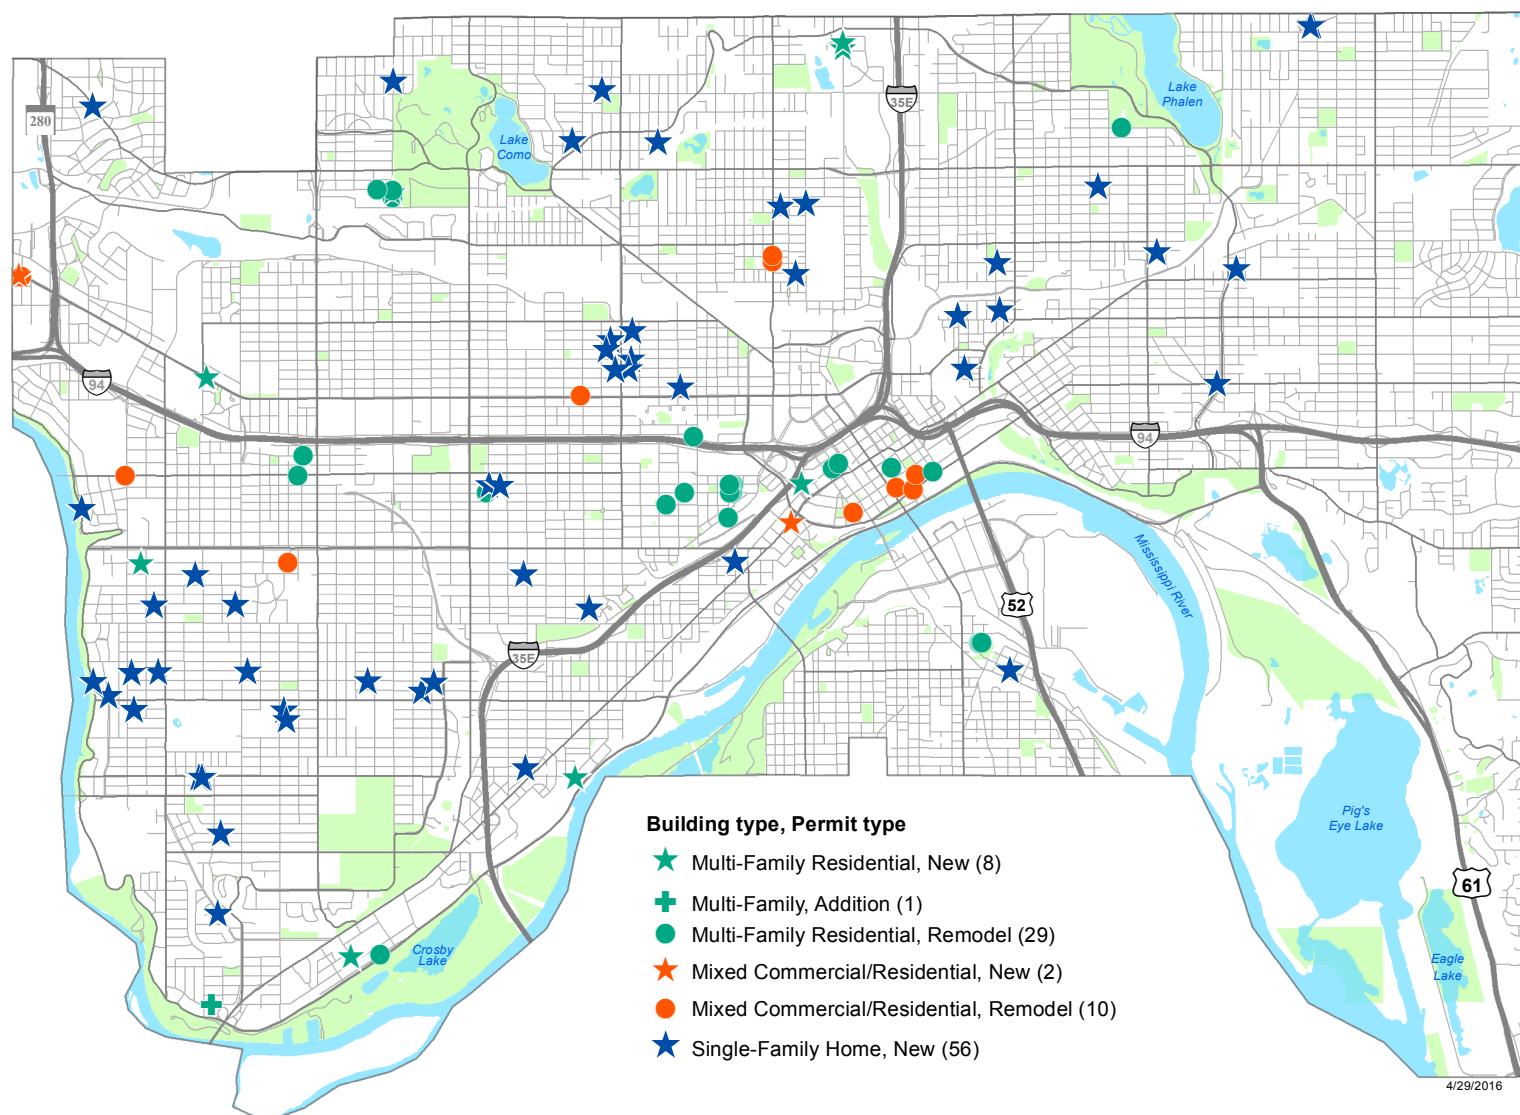 35E
Lake
Phalen
280
Lake
Como
94
94
Mississippi River
52
35E
Pig's
Eye Lake
Building type, Permit type
Multi-Family Residential, New (8)
61
Multi-Family, Addition (1)
Multi-Family Residential, Remodel (29)
Crosby
Lake
Eagle
Lake
Mixed Commercial/Residential, New (2)
Mixed Commercial/Residential, Remodel (10)
Single-Family Home, New (56)
4/29/2016